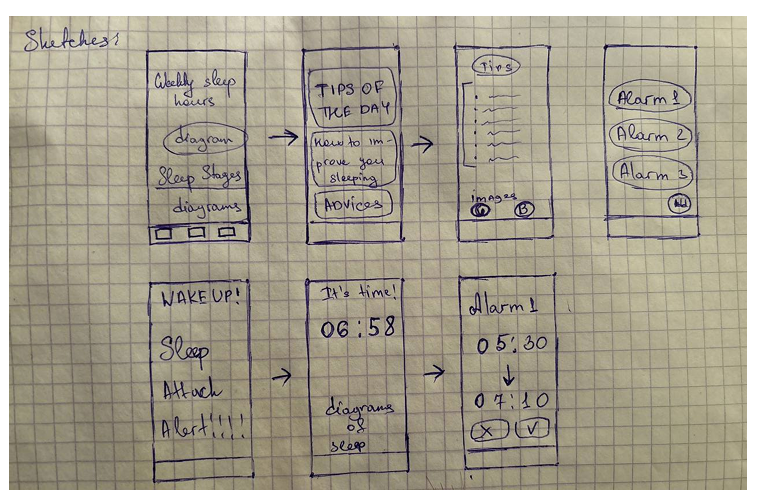 Sketches:
Weekly sleep
hours
diagram
Sleep Stages
diagrams
TIPS OF
THE DAY
How to im-
prove you
sleeping
ADVICES
Tips
images
B
Alarm 1
Alarm 2
Alarm 3
WAKE UP!
Sleep
Attack
Alert!!!!
It's time!
06:58
diagrams
of
sleep
Alarm 1
05:30
07:10
X V